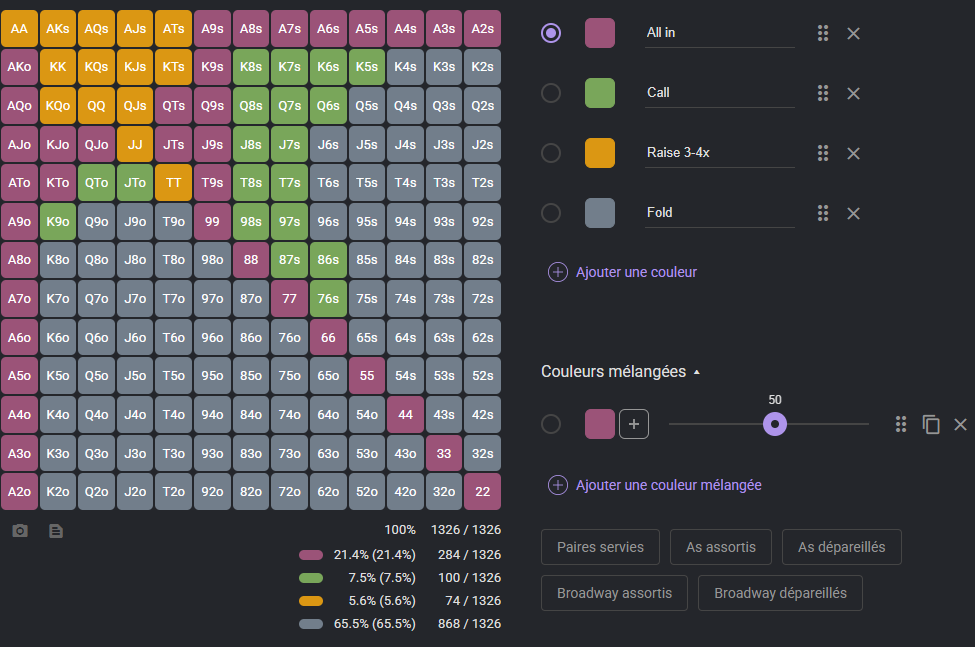 AA AKs AQs AJs ATs A9s A8s A7s A6s A5s A4s A3s A2s
AKo KK KQs KJs KTs K9s K8s K7s K6s K5s K4s K3s K2s
AQo KQo QQ QJs QTs Q9s Q8s Q7s Q6s Q5s Q4s Q3s Q2s
AJo KJo QJo JJ JTs J9s J8s J7s J6s J5s J4s J3s J2s
ATo KTo QTo JTo TT T9s T8s T7s T6s T5s T4s T3s T2s
A9o K9o Q9o J9o T9o 99 98s 97s 96s 95s 94s 93s 92s
A8o K8o Q8o J8o T8o 98o 88 87s 86s 85s 84s 83s 82s
A7o K7o Q7o J7o T7o 97o 87o 77 76s 75s 74s 73s 72s
A6o K6o Q6o J6o T6o 96o 86o 76o 66 65s 64s 63s 62s
A5o K5o Q5o J5o T5o 95o 85o 75o 65o 55 54s 53s 52s
A4o K4o Q4o J4o T4o 94o 84o 74o 64o 54o 44 43s 42s
A3o K3o Q3o J3o T3o 93o 83o 73o 63o 53o 43o 33 32s
A2o K2o Q2o J2o T2o 92o 82o 72o 62o 52o 42o 32o 22
100% 1326 / 1326
21.4% (21.4%) 284 / 1326
7.5% (7.5%) 100 / 1326
5.6% (5.6%) 74 / 1326
65.5% (65.5%) 868 / 1326
All in
Call
Raise 3-4x
Fold
Ajouter une couleur
Couleurs mélangées
50
Ajouter une couleur mélangée
Paires servies As assortis As dépareillés
Broadway assortis Broadway dépareillés